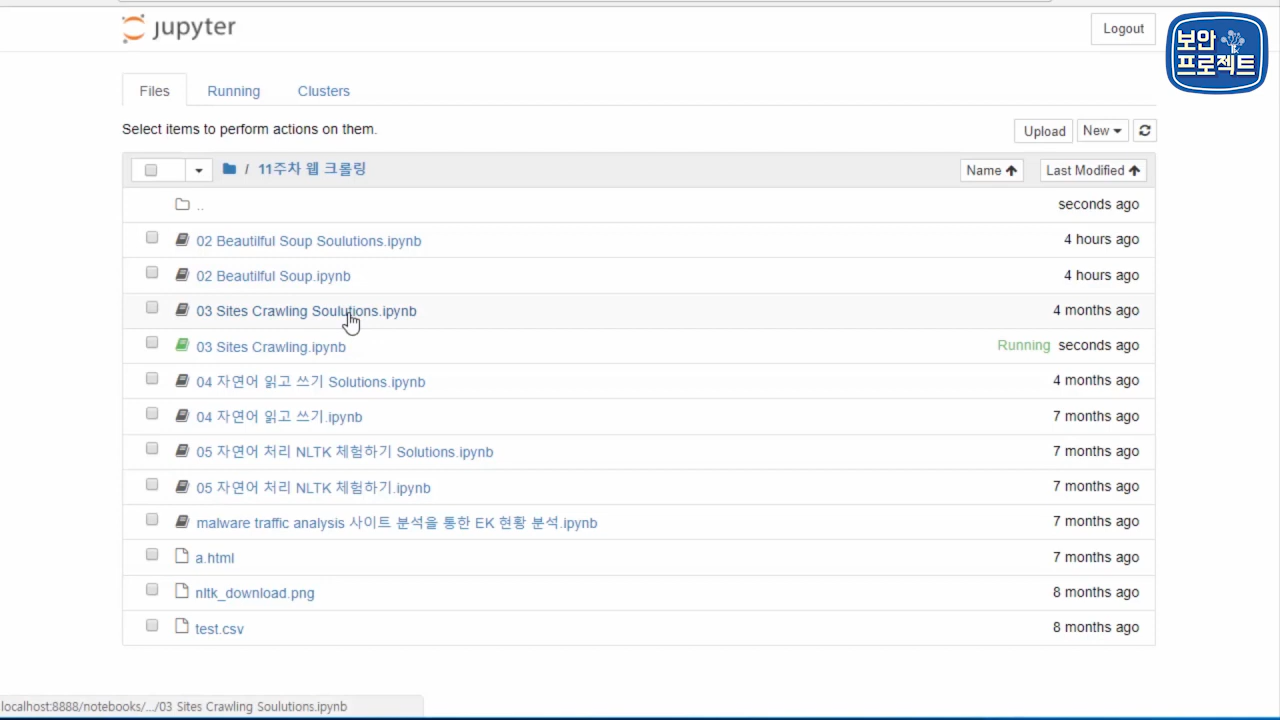 jupyter
Logout
보안
프로젝트
Files Running Clusters
Select items to perform actions on them.
Upload New
/ 11주차 웹 크롤링
Name Last Modified
.. seconds ago
02 Beautilful Soup Soulutions.ipynb 4 hours ago
02 Beautilful Soup.ipynb 4 hours ago
03 Sites Crawling Soulutions.ipynb 4 months ago
03 Sites Crawling.ipynb Running seconds ago
04 자연어 읽고 쓰기 Solutions.ipynb 4 months ago
04 자연어 읽고 쓰기.ipynb 7 months ago
05 자연어 처리 NLTK 체험하기 Solutions.ipynb 7 months ago
05 자연어 처리 NLTK 체험하기.ipynb 7 months ago
malware traffic analysis 사이트 분석을 통한 EK 현황 분석.ipynb 7 months ago
a.html 7 months ago
nltk_download.png 8 months ago
test.csv 8 months ago
localhost:8888/notebooks/.../03 Sites Crawling Soulutions.ipynb